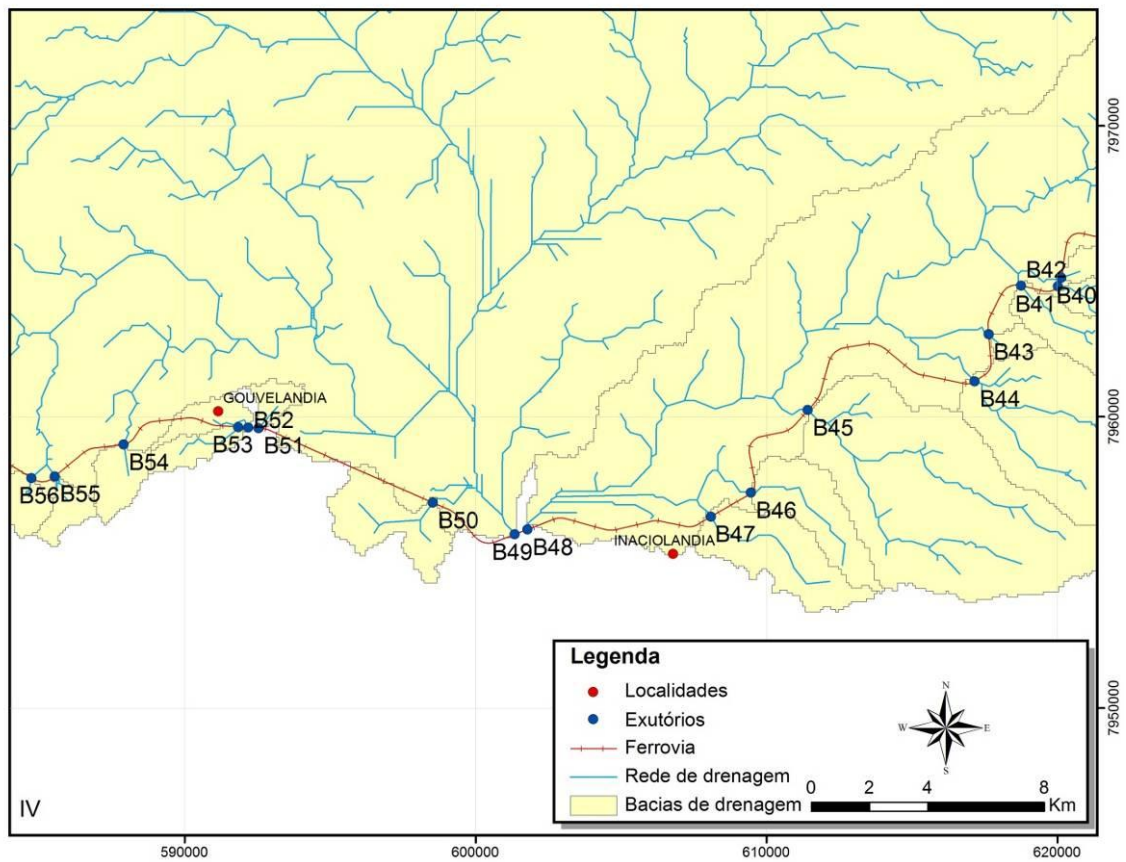 7970000
B42
B41
B40
B43
B44
7960000
GOUVELANDIA
B52
B53
B51
B45
B54
B56
B55
B50
B46
B49
B48
INACIOLANDIA
B47
Legenda
Localidades
Exutórios
Ferrovia
Rede de drenagem
Bacias de drenagem
N
W
E
S
0 2 4 8
Km
7950000
IV
590000
600000
610000
620000